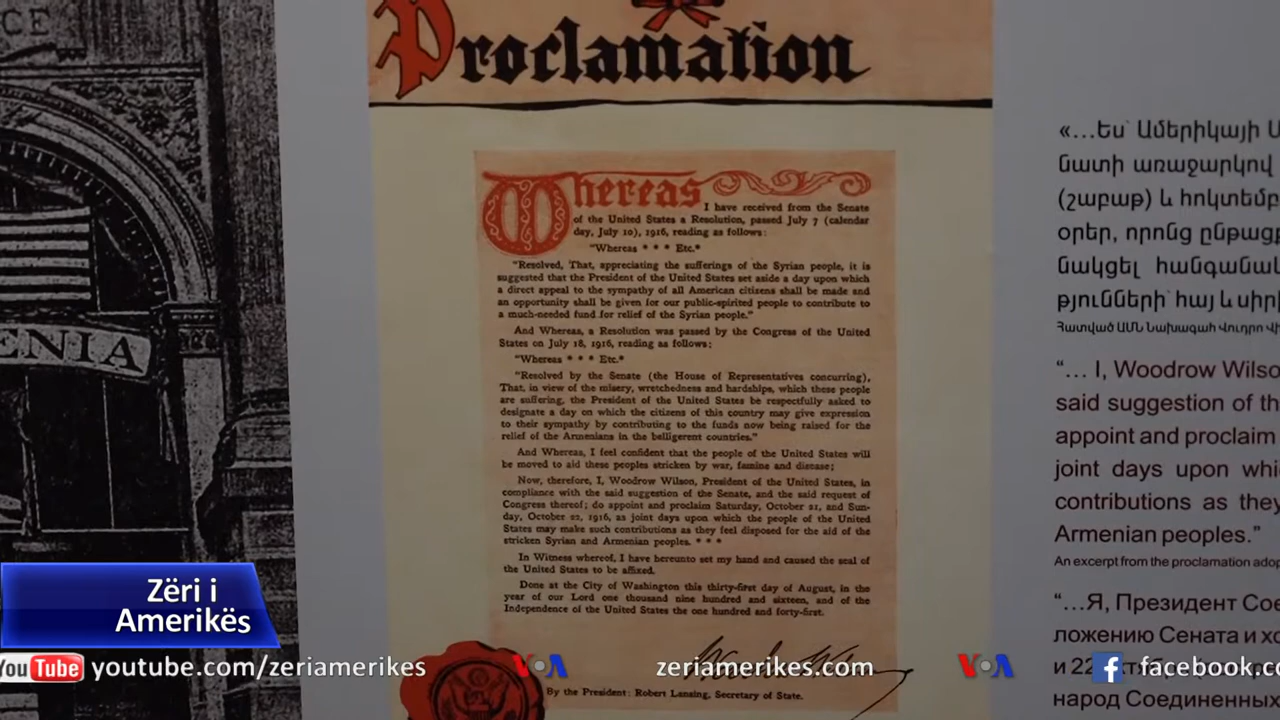 CE
ENIA
Proclamation
Whereas
I have received from the Senate
of the United States a Resolution, passed July 7 (calendar
day, July 10), 1916, reading as follows:
"Whereas * * * Etc."
"Resolved, That, appreciating the sufferings of the Syrian people, it is
suggested that the President of the United States set aside a day upon which
a direct appeal to the sympathy of all American citizens shall be made and
an opportunity shall be given for our public-spirited people to contribute to
a much-needed fund for relief of the Syrian people."
And Whereas, a Resolution was passed by the Congress of the United
States on July 18, 1916, reading as follows:
"Whereas * * * Etc."
"Resolved by the Senate (the House of Representatives concurring),
That, in view of the misery, wretchedness and hardships, which these people
are suffering, the President of the United States be respectfully asked to
designate a day on which the citizens of this country may give expression
to their sympathy by contributing to the funds now being raised for the
relief of the Armenians in the belligerent countries."
And Whereas, I feel confident that the people of the United States will
be moved to aid these peoples stricken by war, famine and disease;
Now, therefore, I, Woodrow Wilson, President of the United States, in
compliance with the said suggestion of the Senate, and the said request of
Congress thereof; do appoint and proclaim Saturday, October 21, and Sun-
day, October 22, 1916, as joint days upon which the people of the United
States may make such contributions as they feel disposed for the aid of the
stricken Syrian and Armenian peoples. * * *
In Witness whereof, I have hereunto set my hand and caused the seal of
the United States to be affixed.
Done at the City of Washington this thirty-first day of August, in the
year of our Lord one thousand nine hundred and sixteen, and of the
Independence of the United States the one hundred and forty-first.
By the President: Robert Lansing, Secretary of State.
«…Ես՝ Ամերիկայի Մ
նատի առաջարկով
(շաբաթ) և հոկտեմբ
օրեր, որոնց ընթացք
նակցել հանգանակ
թյունների՝ հայ և սիրի
Հատված ԱՄՆ Նախագահ Վուդրո Վի
"… I, Woodrow Wilso
said suggestion of th
appoint and proclaim
joint days upon whi
contributions as they
Armenian peoples."
An excerpt from the proclamation adop
"…Я, Президент Сое
ложению Сената и хо
и 22
народ Соединенных
Zëri i
Amerikës
You Tube youtube.com/zeriamerikes VOA zeriamerikes.com VOA facebook.co